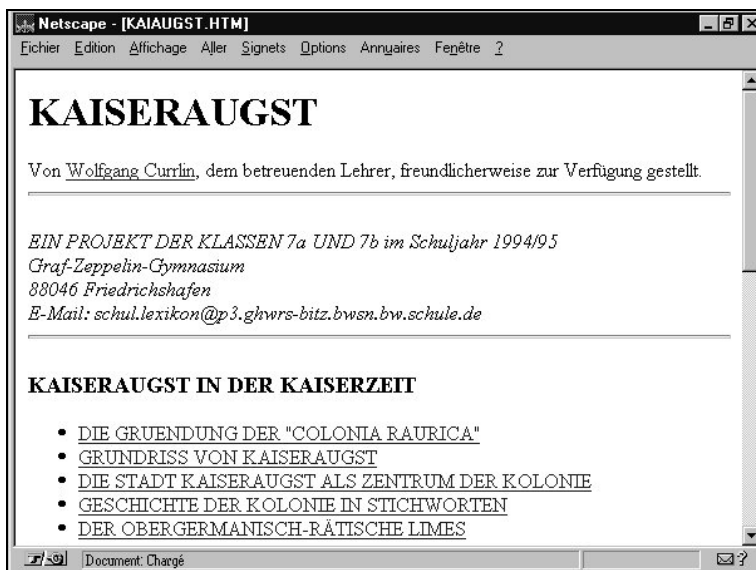 Netscape - [KAIAUGST.HTM]
Fichier Edition Affichage Aller Signets Options Annuaires Fenêtre ?
KAISERAUGST
Von Wolfgang Currlin, dem betreuenden Lehrer, freundlicherweise zur Verfügung gestellt.
EIN PROJEKT DER KLASSEN 7a UND 7b im Schuljahr 1994/95
Graf-Zeppelin-Gymnasium
88046 Friedrichshafen
E-Mail: schul.lexikon@p3.ghwrs-bitz.bwsn.bw.schule.de
KAISERAUGST IN DER KAISERZEIT
• DIE GRUENDUNG DER "COLONIA RAURICA"
• GRUNDRISS VON KAISERAUGST
• DIE STADT KAISERAUGST ALS ZENTRUM DER KOLONIE
• GESCHICHTE DER KOLONIE IN STICHWORTEN
• DER OBERGERMANISCH-RÄTISCHE LIMES
Document: Chargé